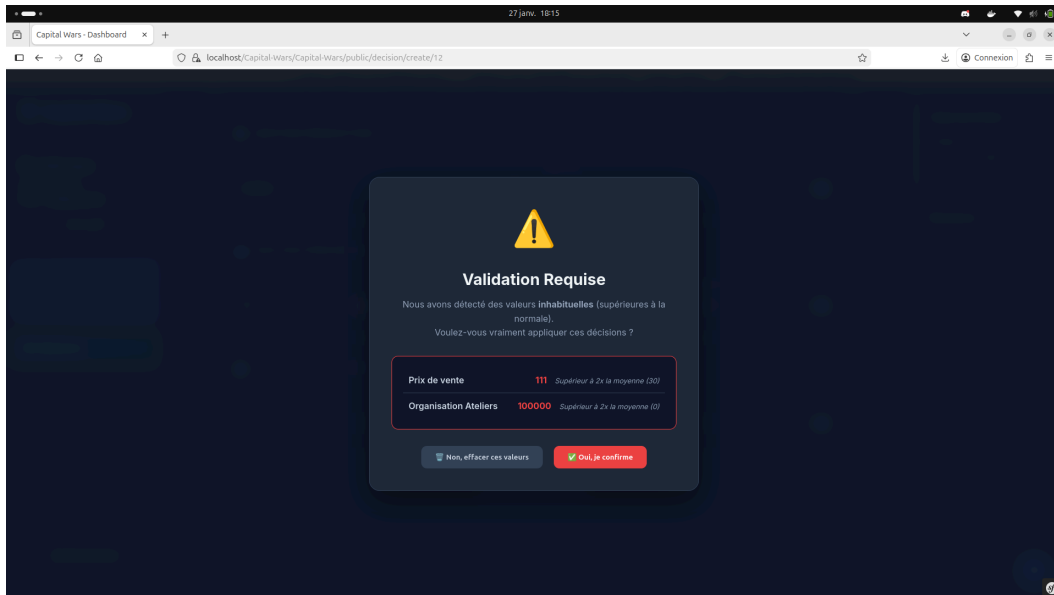 27 janv. 18:15
Capital Wars - Dashboard
localhost/Capital-Wars/Capital-Wars/public/decision/create/12
Connexion
Validation Requise
Nous avons détecté des valeurs inhabituelles (supérieures à la
normale).
Voulez-vous vraiment appliquer ces décisions ?
Prix de vente 111 Supérieur à 2x la moyenne (30)
Organisation Ateliers 100000 Supérieur à 2x la moyenne (0)
Non, effacer ces valeurs
Oui, je confirme